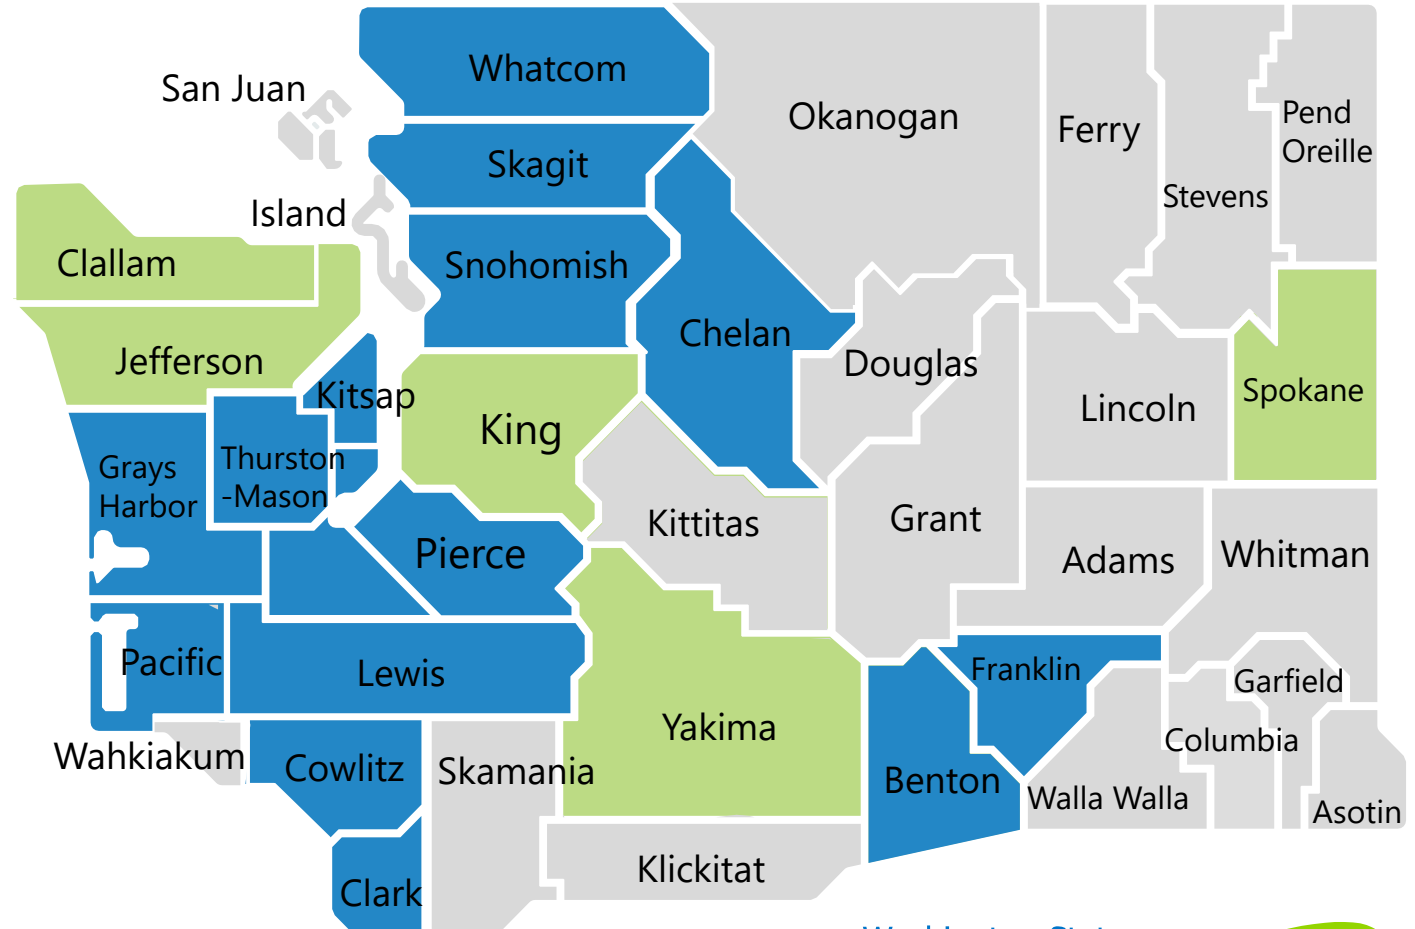 Whatcom
San Juan
Okanogan
Ferry
Pend
Oreille
Skagit
Stevens
Island
Clallam
Snohomish
Chelan
Jefferson
Douglas
Kitsap
Lincoln
Spokane
King
Grays
Harbor
Thurston
-Mason
Kittitas
Grant
Pierce
Adams
Whitman
Pacific
Lewis
Franklin
Garfield
Yakima
Columbia
Wahkiakum
Cowlitz
Skamania
Benton
Walla Walla
Asotin
Klickitat
Clark